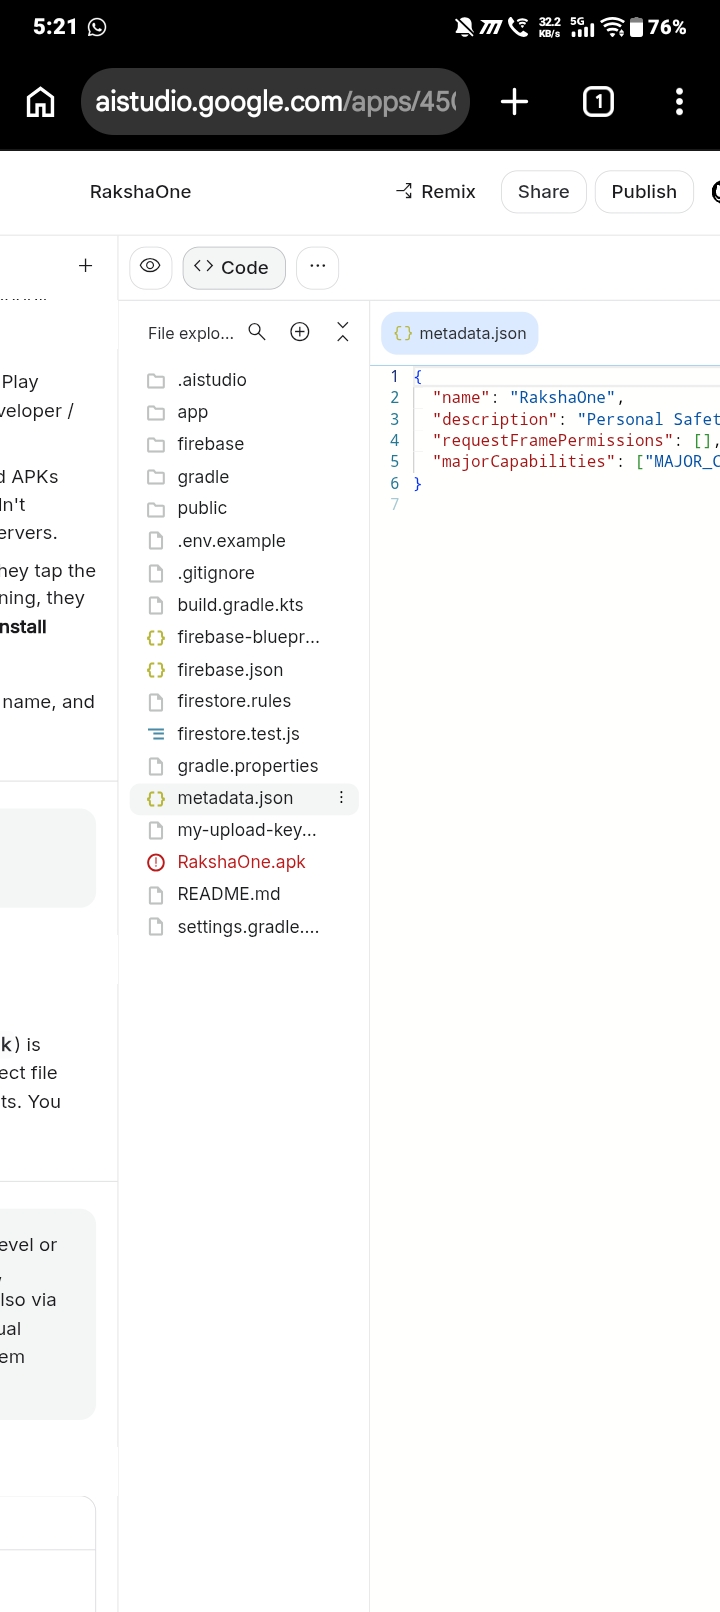 5:21
32.2
KB/s
5G
76%
aistudio.google.com/apps/450
1
RakshaOne
Remix
Share
Publish
Code
Play
veloper /
d APKs
dn't
ervers.
hey tap the
ning, they
nstall
name, and
k) is
ect file
ts. You
evel or
lso via
ual
em
File explo...
.aistudio
app
firebase
gradle
public
.env.example
.gitignore
build.gradle.kts
firebase-bluepr...
firebase.json
firestore.rules
firestore.test.js
gradle.properties
metadata.json
my-upload-key...
RakshaOne.apk
README.md
settings.gradle....
{} metadata.json
1 {
2 "name": "RakshaOne",
3 "description": "Personal Safet
4 "requestFramePermissions": [],
5 "majorCapabilities": ["MAJOR_C
6 }
7